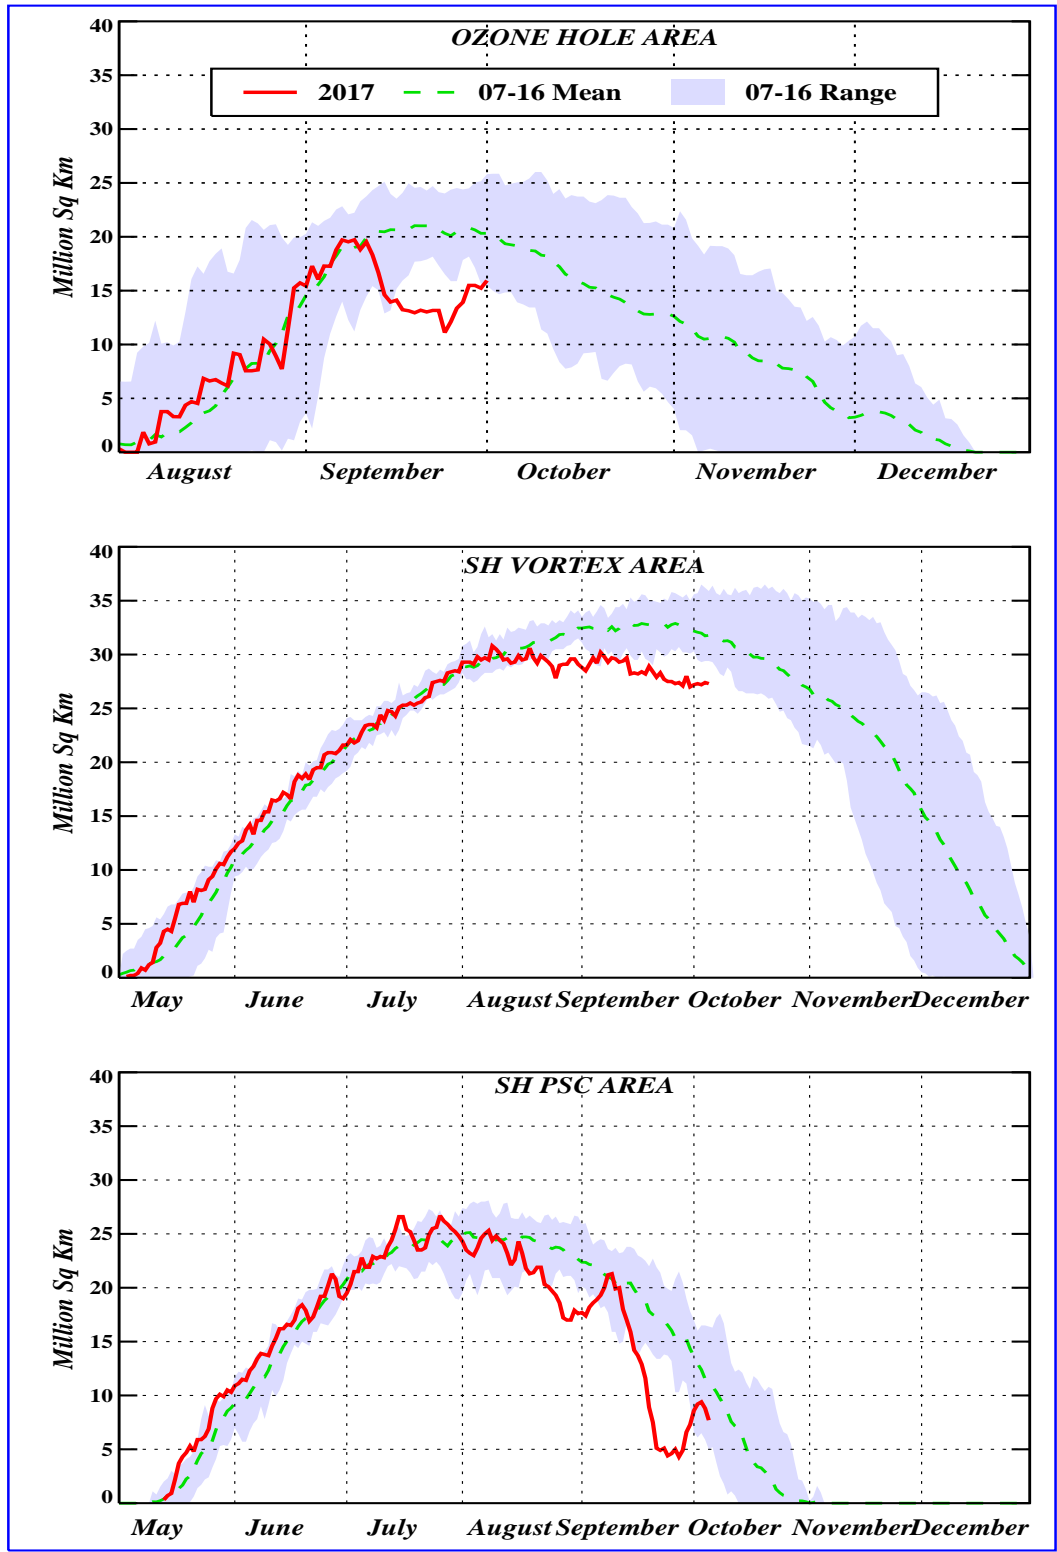 OZONE HOLE AREA
2017 07-16 Mean 07-16 Range
Million Sq Km
40
35
30
25
20
15
10
5
0
August September October November December
SH VORTEX AREA
Million Sq Km
40
35
30
25
20
15
10
5
0
May June July August September October November December
SH PSC AREA
Million Sq Km
40
35
30
25
20
15
10
5
0
May June July August September October November December